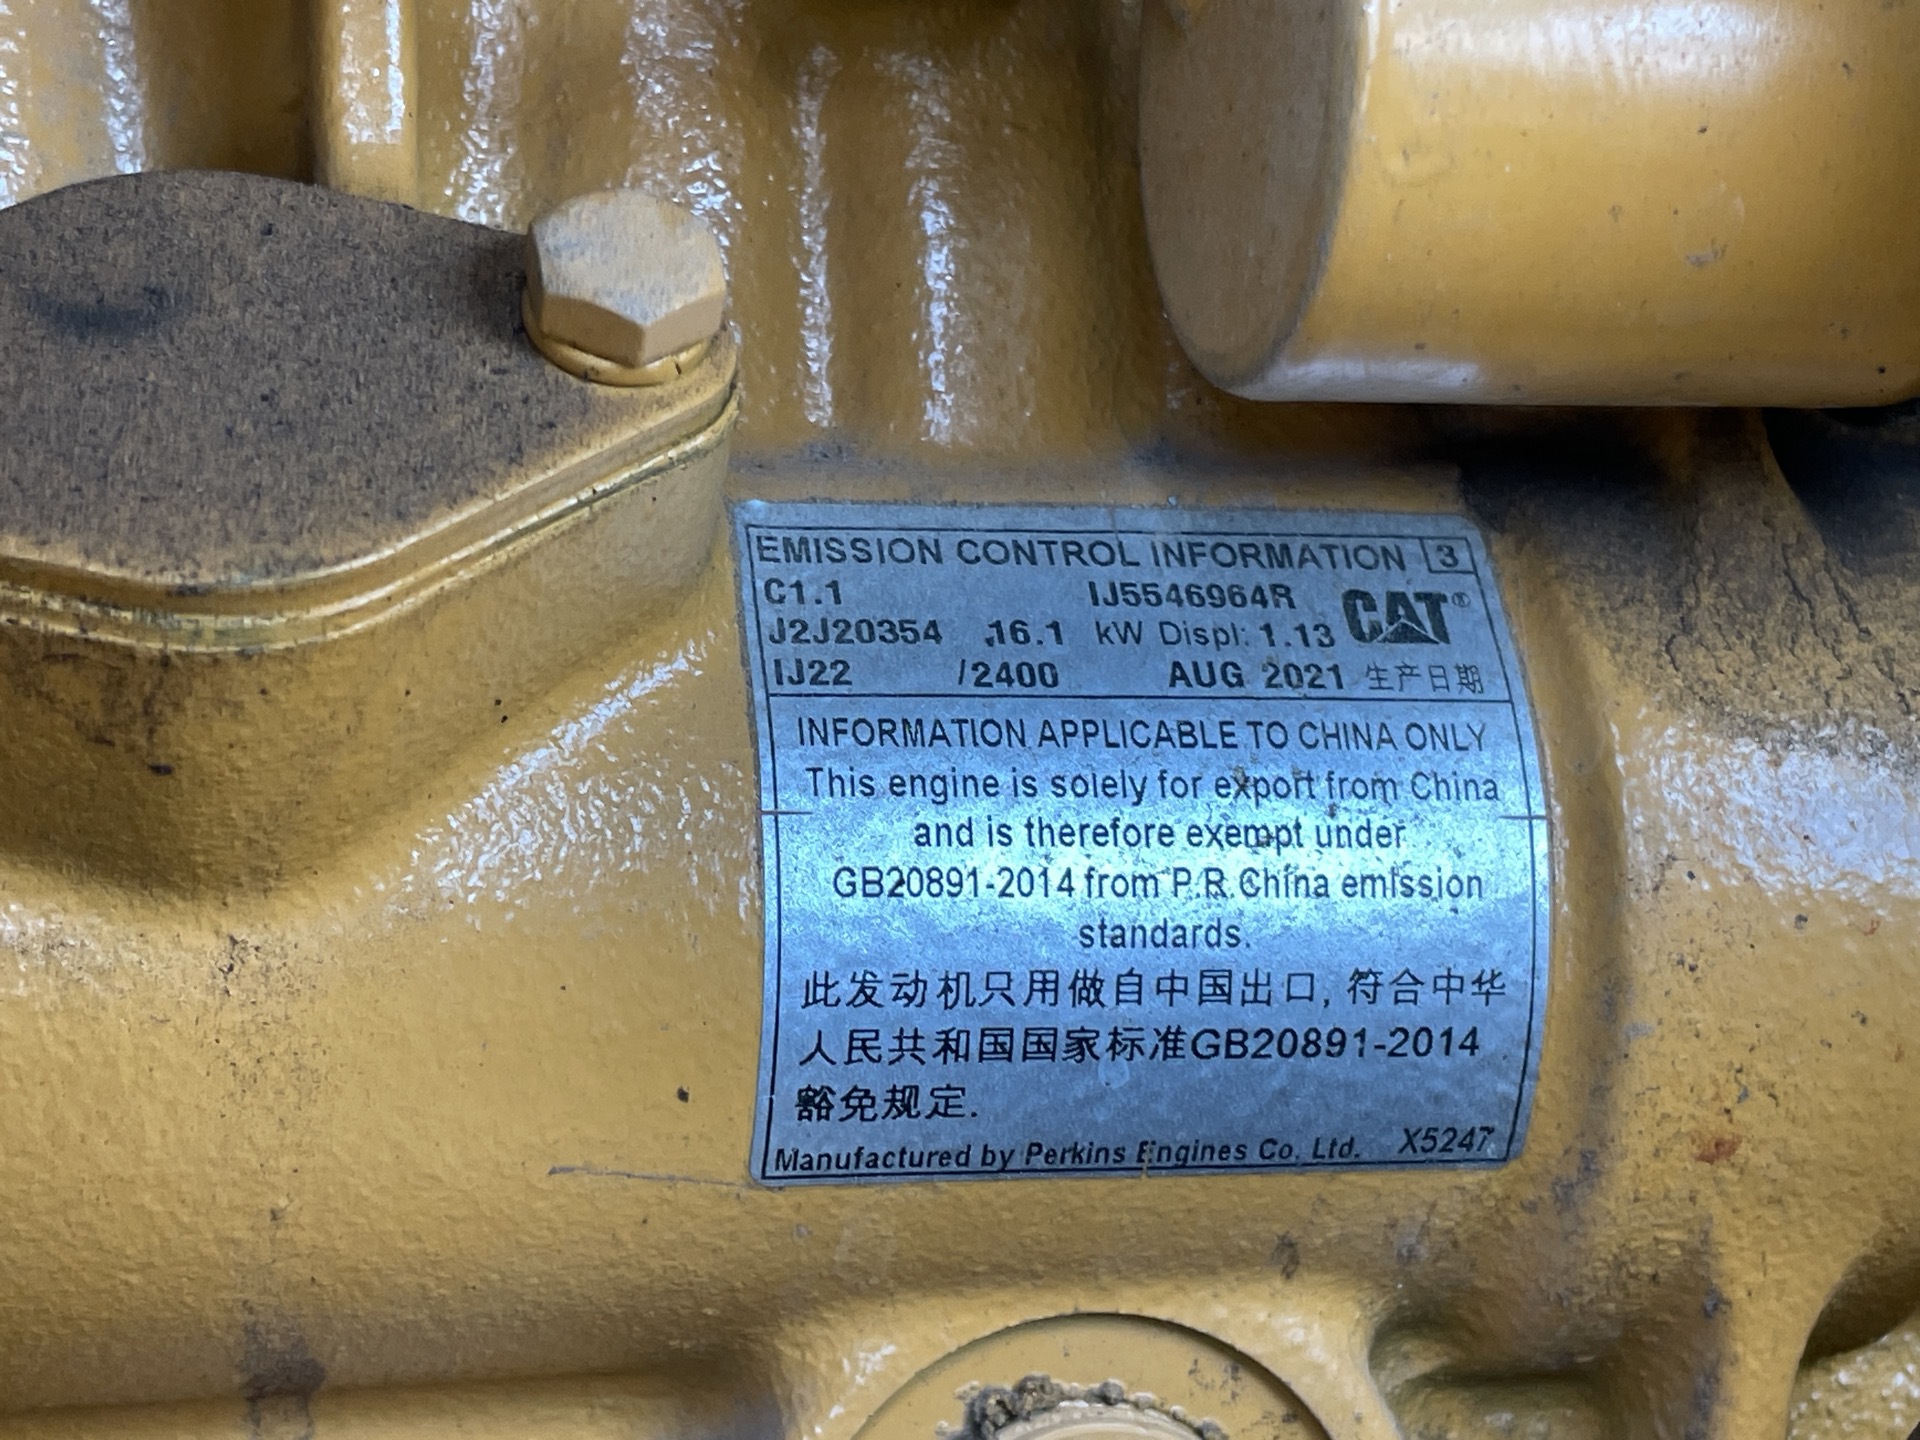 EMISSION CONTROL INFORMATION 3
C1.1 IJ5546964R CAT®
J2J20354 16.1 kW Displ: 1.13
IJ22 /2400 AUG 2021 生产日期
INFORMATION APPLICABLE TO CHINA ONLY
This engine is solely for export from China
and is therefore exempt under
GB20891-2014 from P.R.China emission
standards.
此发动机只用做自中国出口, 符合中华
人民共和国国家标准GB20891-2014
豁免规定.
Manufactured by Perkins Engines Co. Ltd. X5247